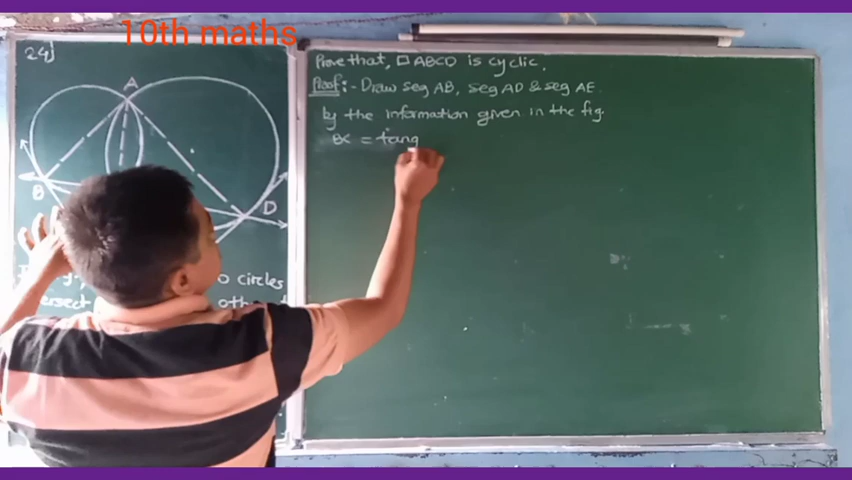 10th maths
24]
Prove that, □ ABCD is cyclic.
Proof:- Draw seg AB, seg AD & seg AE.
by the information given in the fig.
= tang
A
B
D
o circles
ersect
oth